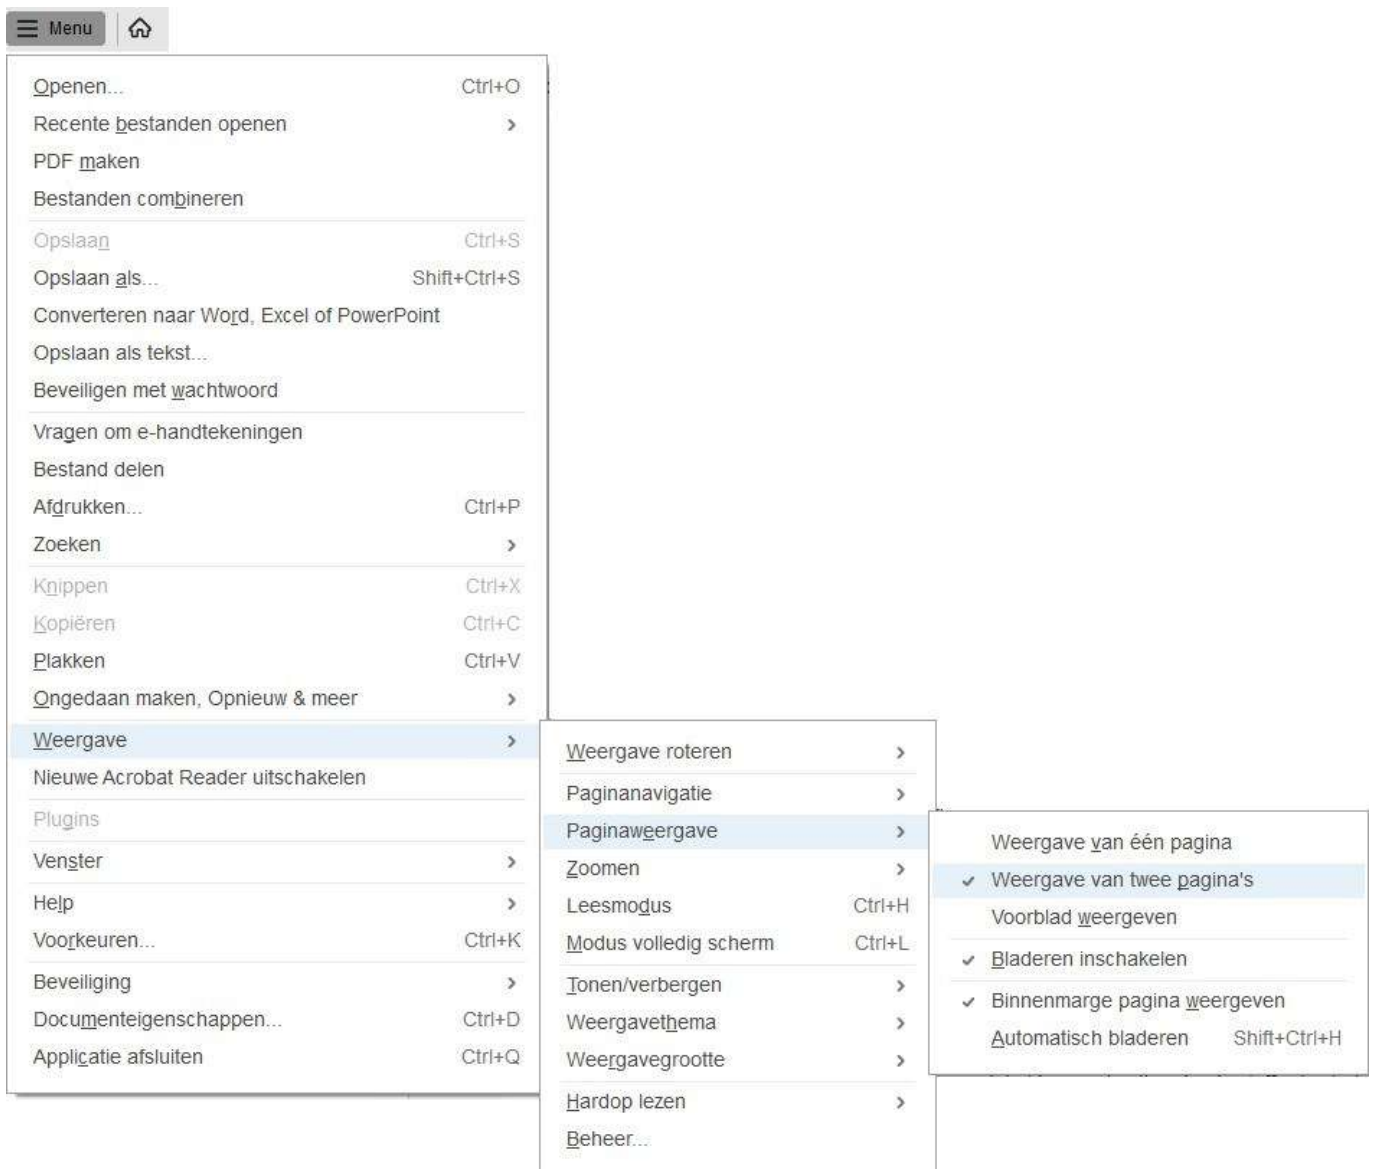 Menu
Openen... Ctrl+O
Recente bestanden openen
PDF maken
Bestanden combineren
Opslaan Ctrl+S
Opslaan als... Shift+Ctrl+S
Converteren naar Word, Excel of PowerPoint
Opslaan als tekst...
Beveiligen met wachtwoord
Vragen om e-handtekeningen
Bestand delen
Afdrukken... Ctrl+P
Zoeken
Knippen Ctrl+X
Kopiëren Ctrl+C
Plakken Ctrl+V
Ongedaan maken, Opnieuw & meer
Weergave
Nieuwe Acrobat Reader uitschakelen
Plugins
Venster
Help
Voorkeuren... Ctrl+K
Beveiliging
Documenteigenschappen... Ctrl+D
Applicatie afsluiten Ctrl+Q
Weergave roteren
Paginanavigatie
Paginaweergave
Zoomen
Leesmodus Ctrl+H
Modus volledig scherm Ctrl+L
Tonen/verbergen
Weergavethema
Weergavegrootte
Hardop lezen
Beheer...
Weergave van één pagina
Weergave van twee pagina's
Voorblad weergeven
Bladeren inschakelen
Binnenmarge pagina weergeven
Automatisch bladeren Shift+Ctrl+H